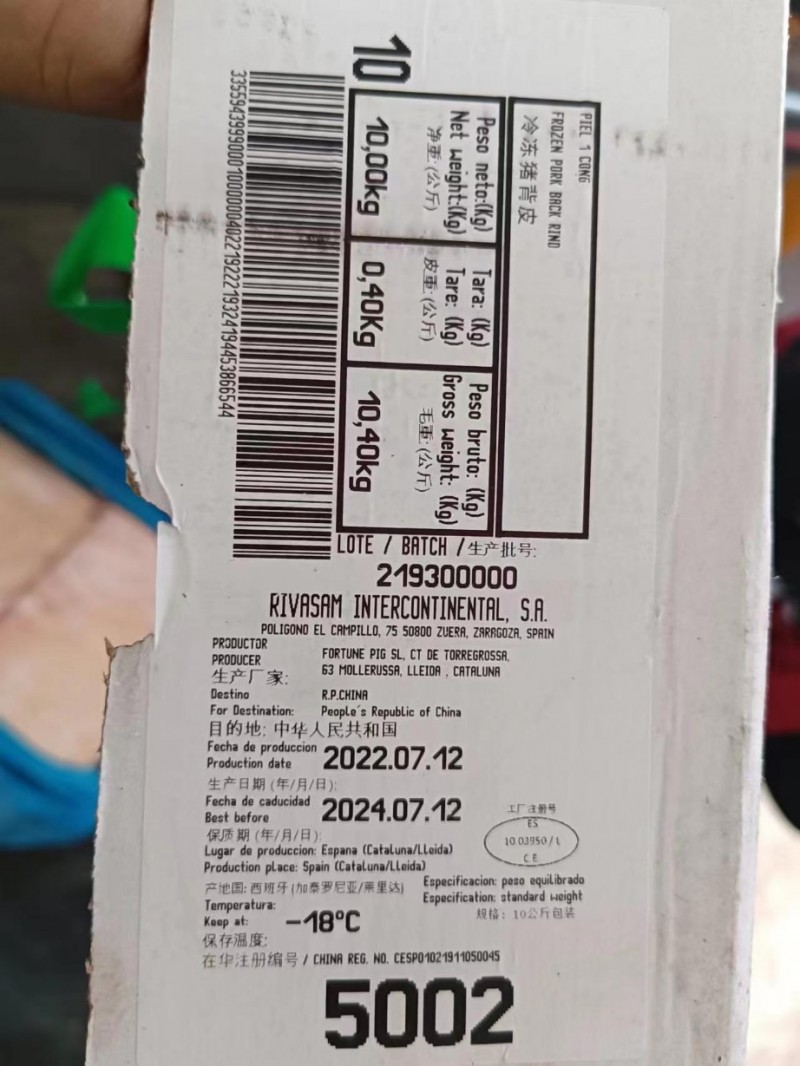 PIEL 1 CONG
FROZEN PORK BACK RIND
冷冻猪背皮
Peso neto:(Kg)
Net weight:(Kg)
净重:(公斤)
10,00kg
Tara: (Kg)
Tare: (Kg)
皮重:(公斤)
0,40Kg
Peso bruto: (Kg)
Gross weight: (Kg)
毛重:(公斤)
10,40kg
10
LOTE / BATCH /生产批号:
219300000
RIVASAM INTERCONTINENTAL, S.A.
POLIGONO EL CAMPILLO, 75 50800 ZUERA, ZARAGOZA, SPAIN
PRODUCTOR
PRODUCER
生产厂家:
FORTUNE PIG SL, CT DE TORREGROSSA,
63 MOLLERUSSA, LLEIDA , CATALUNA
Destino R.P.CHINA
For Destination: People´s Republic of China
目的地: 中华人民共和国
Fecha de produccion
Production date 2022.07.12
生产日期 (年/月/日):
Fecha de caducidad
Best before 2024.07.12
保质期 (年/月/日):
工厂注册号
ES
10.03950/L
C.E
Lugar de produccion: Espana (Cataluna/Lleida)
Production place: Spain (Cataluna/Lleida)
产地国: 西班牙 (加泰罗尼亚/莱里达)
Especificacion: peso equilibrado
Especification: standard weight
规格: 10公斤包装
Temperatura:
Keep at: -18ºC
保存温度:
在华注册编号 / CHINA REG. NO. CESP01021911050045
5002